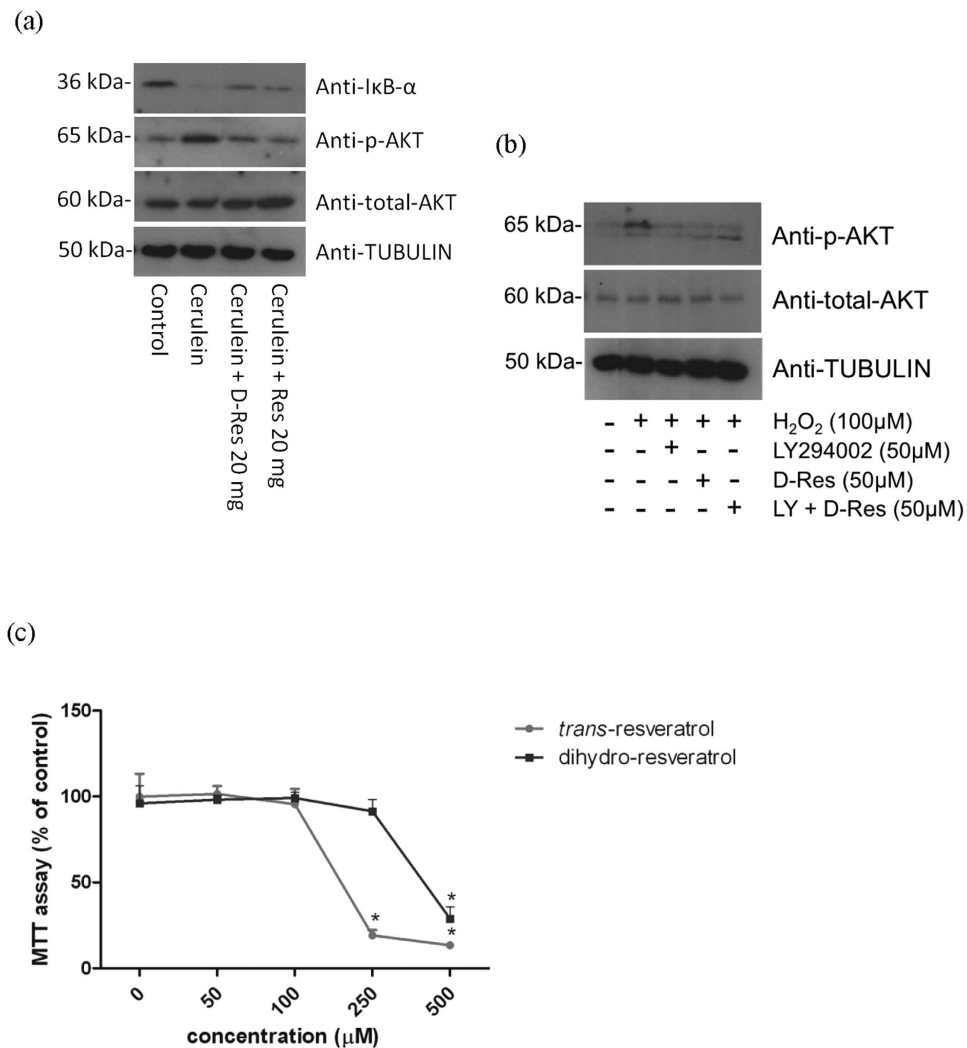 (a)
36 kDa-
Anti-IκB-α
65 kDa-
Anti-p-AKT
60 kDa-
Anti-total-AKT
50 kDa-
Anti-TUBULIN
Control
Cerulein
Cerulein + D-Res 20 mg
Cerulein + Res 20 mg
(b)
65 kDa-
Anti-p-AKT
60 kDa-
Anti-total-AKT
50 kDa-
Anti-TUBULIN
- + + + + H₂O₂ (100μM)
- - + - - LY294002 (50μM)
- - - + - D-Res (50μM)
- - - - + LY + D-Res (50μM)
(c)
MTT assay (% of control)
150
100
50
0
* * *
0 50 100 250 500
concentration (μM)
trans-resveratrol
dihydro-resveratrol